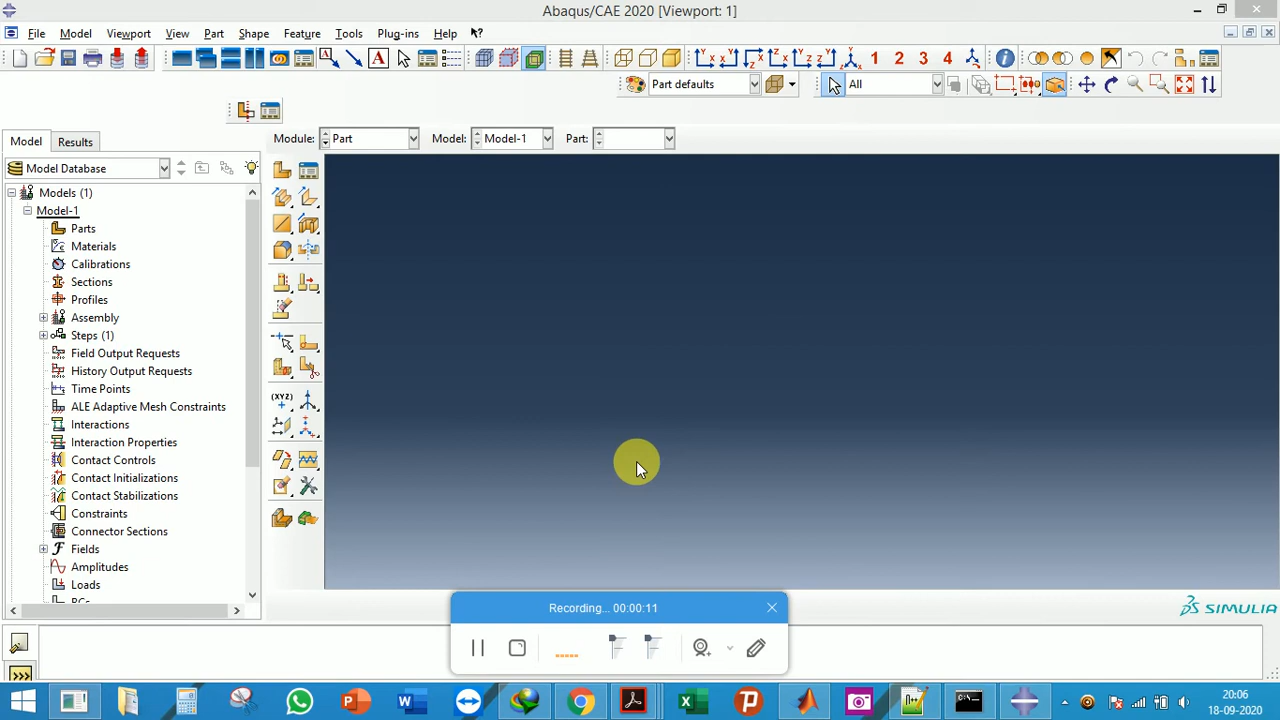 Abaqus/CAE 2020 [Viewport: 1]
File Model Viewport View Part Shape Feature Tools Plug-ins Help
1 2 3 4
Part defaults All
Model Results
Module: Part Model: Model-1 Part:
Model Database
Models (1)
Model-1
Parts
Materials
Calibrations
Sections
Profiles
Assembly
Steps (1)
Field Output Requests
History Output Requests
Time Points
ALE Adaptive Mesh Constraints
Interactions
Interaction Properties
Contact Controls
Contact Initializations
Contact Stabilizations
Constraints
Connector Sections
Fields
Amplitudes
Loads
(XYZ)
Recording... 00:00:11
SIMULIA
>>>
20:06
18-09-2020